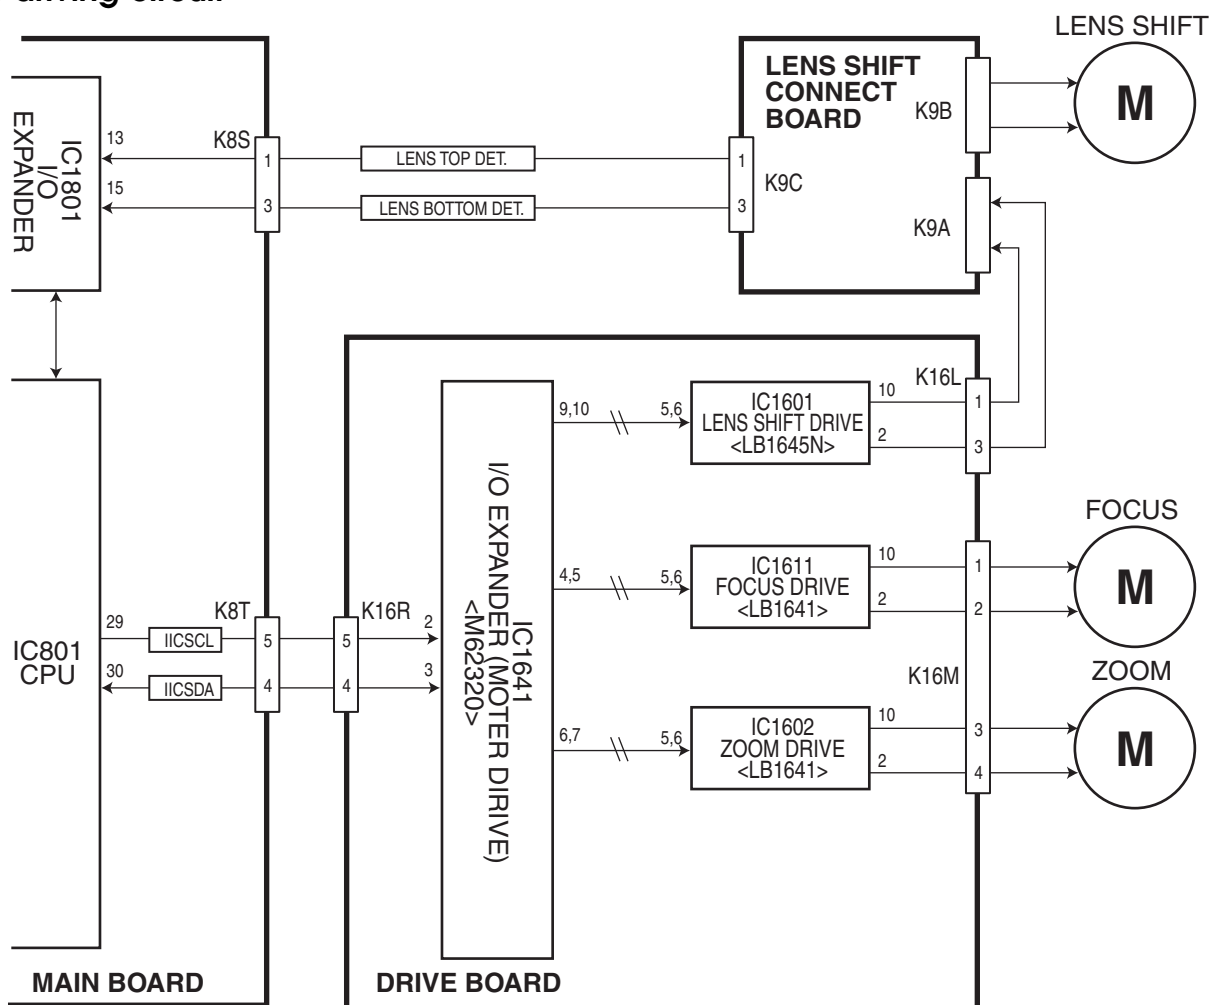 LENS SHIFT
M
LENS SHIFT
CONNECT
BOARD
K9B
K9C
1
3
K9A
IC1801
I/O
EXPANDER
13
15
K8S
1
3
LENS TOP DET.
LENS BOTTOM DET.
IC801
CPU
29
30
IICSCL
IICSDA
K8T
5
4
MAIN BOARD
K16R
5
4
2
3
IC1641
I/O EXPANDER (MOTER DIRIVE)
<M62320>
9,10
5,6
IC1601
LENS SHIFT DRIVE
<LB1645N>
10
2
K16L
1
3
4,5
5,6
IC1611
FOCUS DRIVE
<LB1641>
10
2
1
2
FOCUS
M
K16M
6,7
5,6
IC1602
ZOOM DRIVE
<LB1641>
10
2
3
4
ZOOM
M
DRIVE BOARD